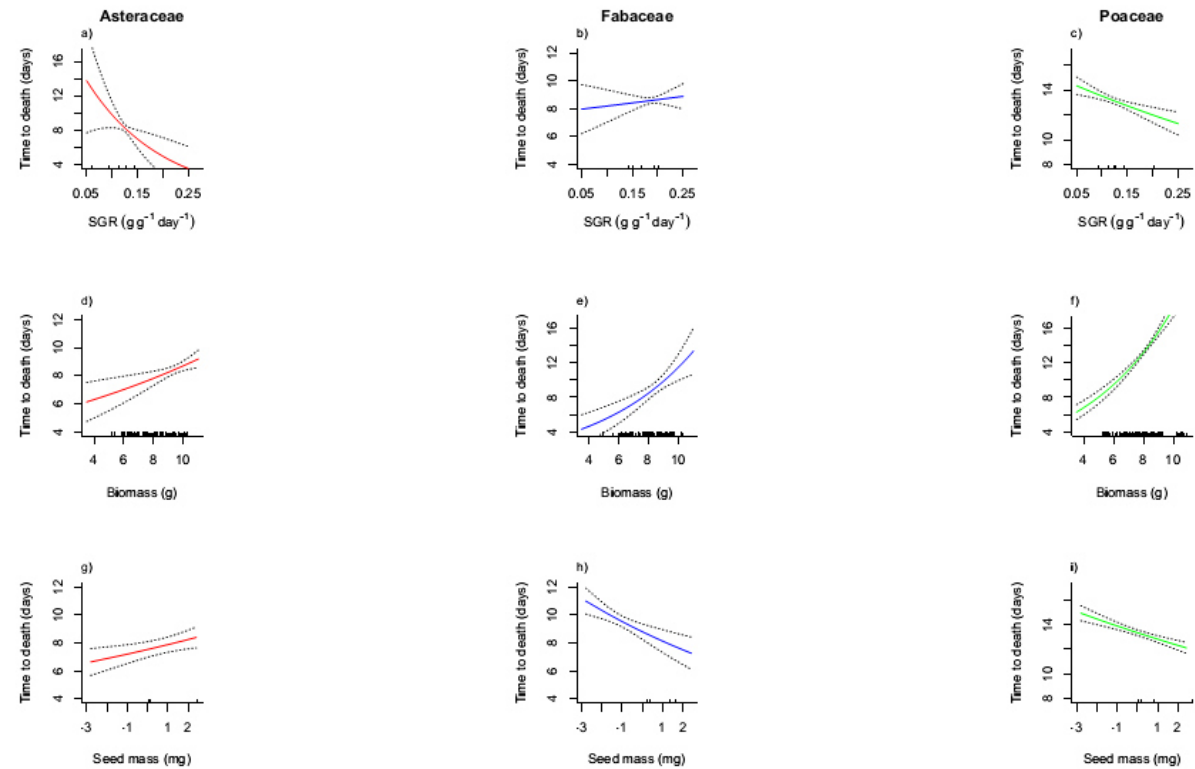 Asteraceae Fabaceae Poaceae
a) b) c)
Time to death (days) Time to death (days) Time to death (days)
16 12 8 4
12 10 8 6 4
14 10 8
0.05 0.15 0.25 0.05 0.15 0.25 0.05 0.15 0.25
SGR (g g⁻¹ day⁻¹) SGR (g g⁻¹ day⁻¹) SGR (g g⁻¹ day⁻¹)
d) e) f)
Time to death (days) Time to death (days) Time to death (days)
12 10 8 6 4
16 12 8 4
16 12 8 4
4 6 8 10 4 6 8 10 4 6 8 10
Biomass (g) Biomass (g) Biomass (g)
g) h) i)
Time to death (days) Time to death (days) Time to death (days)
12 10 8 6 4
12 10 8 6 4
14 10 8
-3 -1 1 2 -3 -1 1 2 -3 -1 1 2
Seed mass (mg) Seed mass (mg) Seed mass (mg)